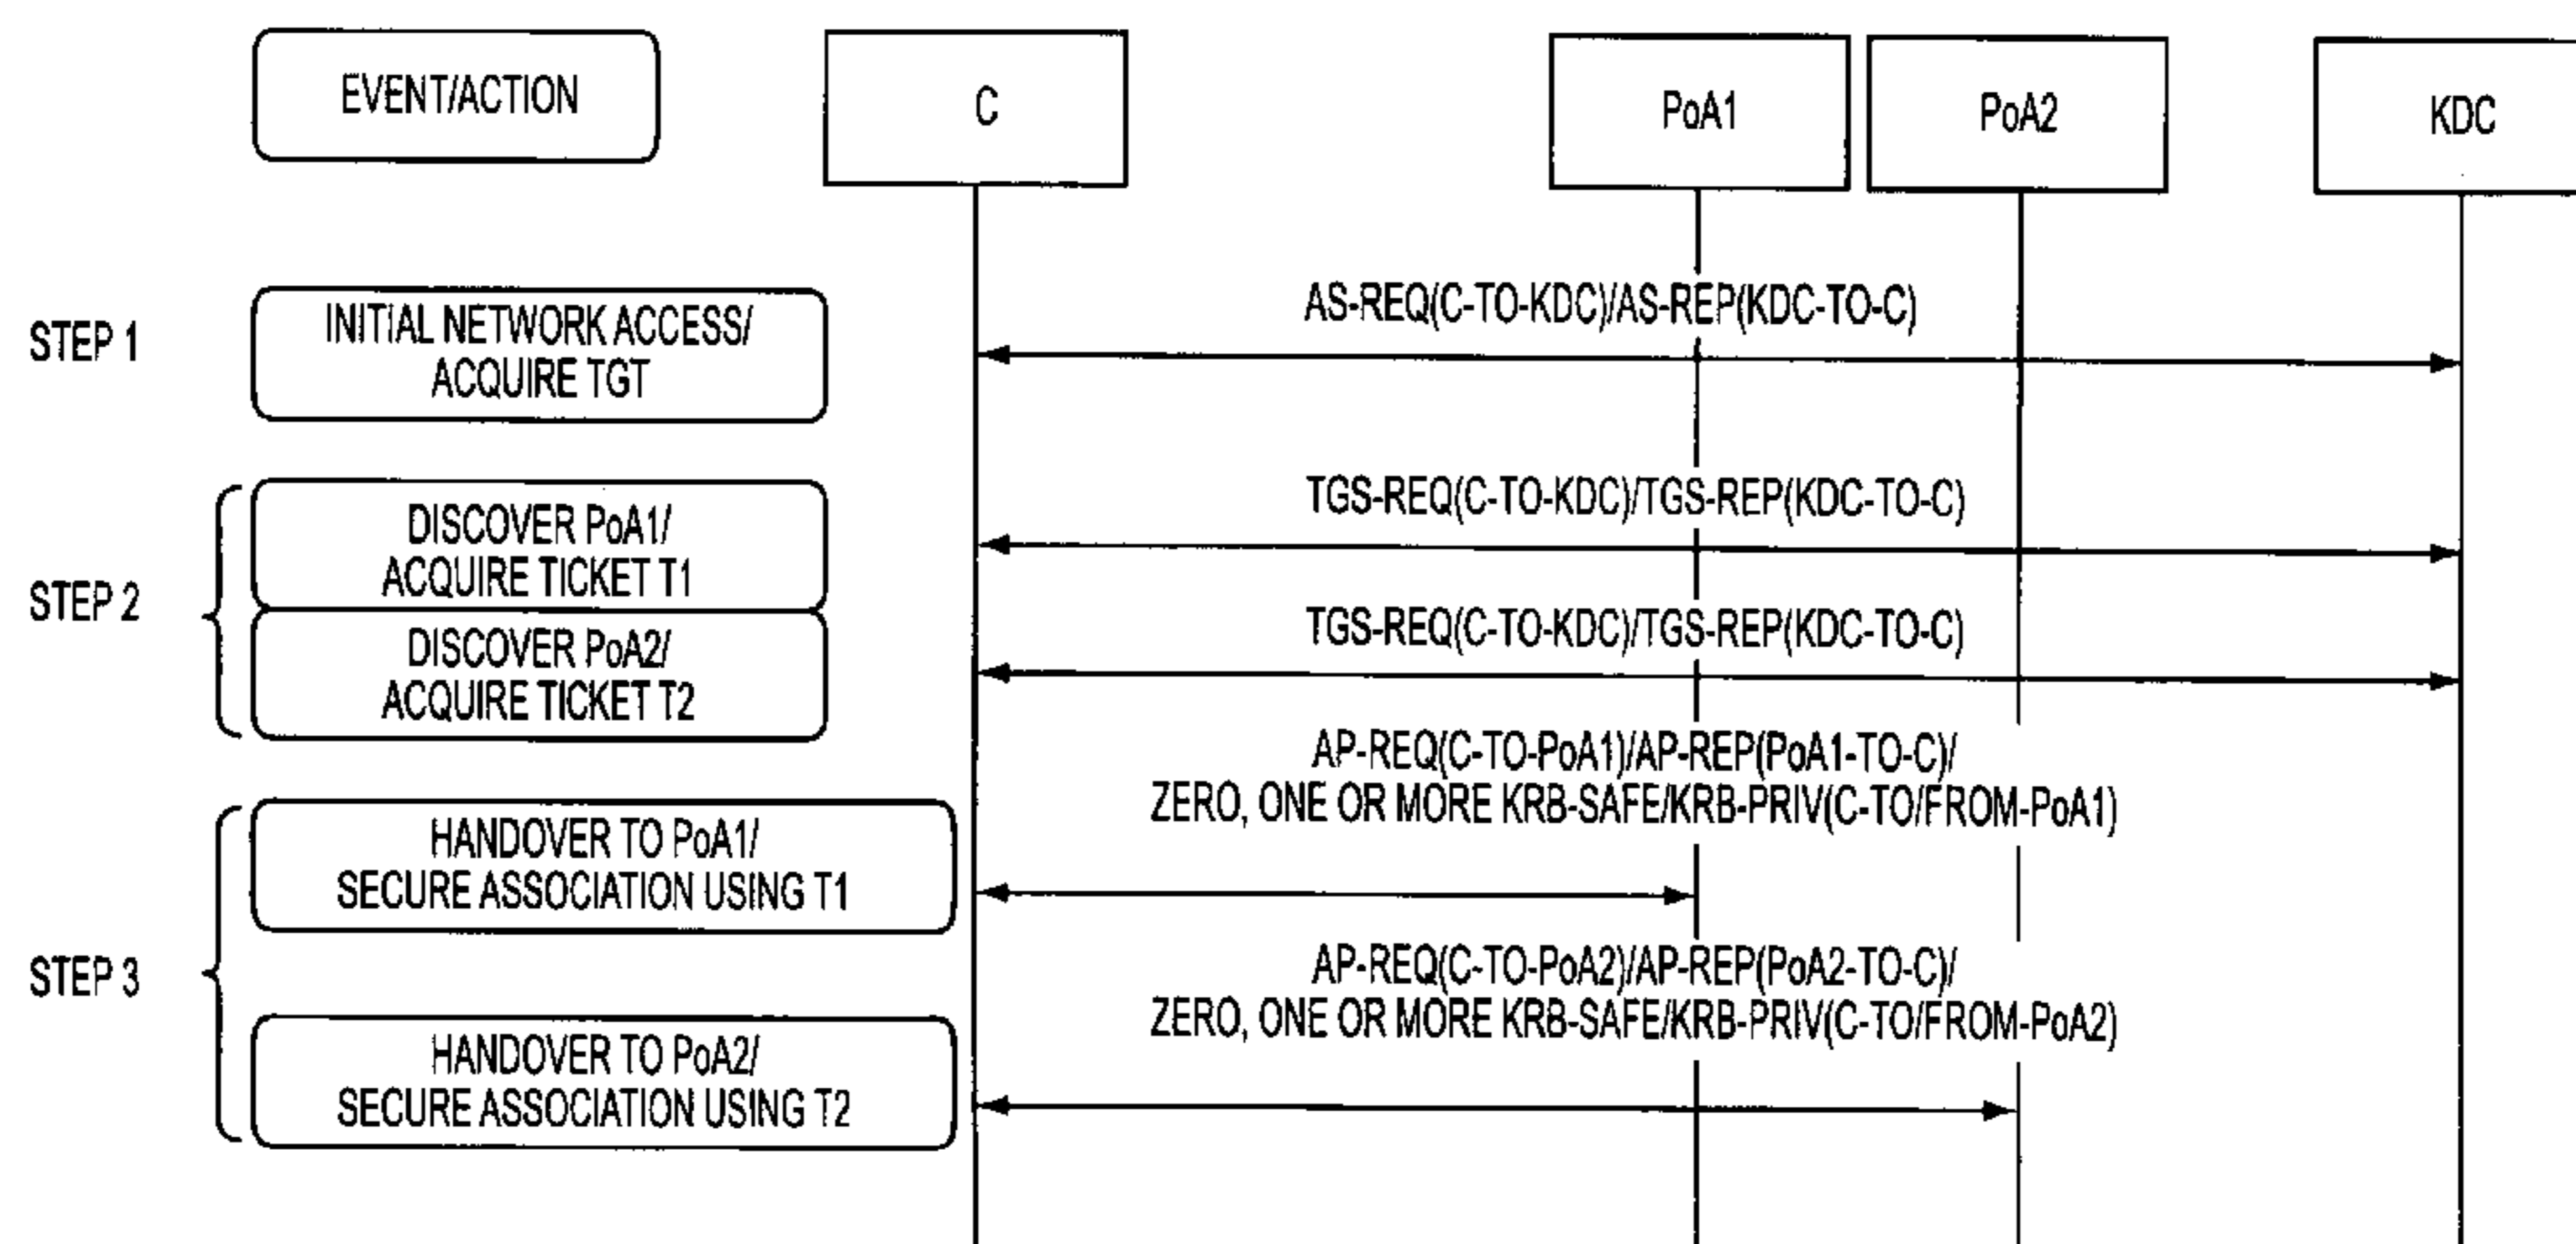 EVENT/ACTION
C
PoA1
PoA2
KDC
STEP 1
INITIAL NETWORK ACCESS/
ACQUIRE TGT
AS-REQ(C-TO-KDC)/AS-REP(KDC-TO-C)
STEP 2
DISCOVER PoA1/
ACQUIRE TICKET T1
TGS-REQ(C-TO-KDC)/TGS-REP(KDC-TO-C)
DISCOVER PoA2/
ACQUIRE TICKET T2
TGS-REQ(C-TO-KDC)/TGS-REP(KDC-TO-C)
STEP 3
AP-REQ(C-TO-PoA1)/AP-REP(PoA1-TO-C)/
ZERO, ONE OR MORE KRB-SAFE/KRB-PRIV(C-TO/FROM-PoA1)
HANDOVER TO PoA1/
SECURE ASSOCIATION USING T1
AP-REQ(C-TO-PoA2)/AP-REP(PoA2-TO-C)/
ZERO, ONE OR MORE KRB-SAFE/KRB-PRIV(C-TO/FROM-PoA2)
HANDOVER TO PoA2/
SECURE ASSOCIATION USING T2